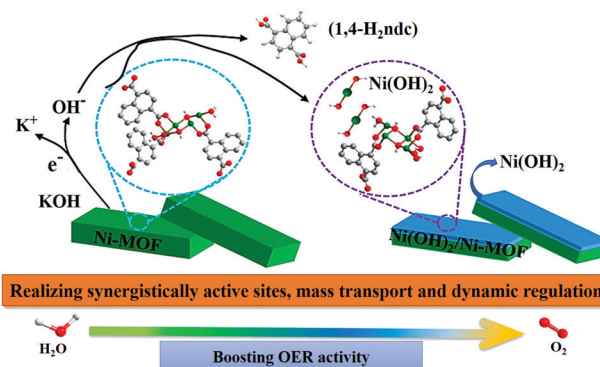 (1,4-H₂ndc)
Ni(OH)₂
OH⁻
K⁺
e⁻
KOH
Ni(OH)₂
Ni-MOF
Ni(OH)₂/Ni-MOF
Realizing synergistically active sites, mass transport and dynamic regulation
H₂O
O₂
Boosting OER activity